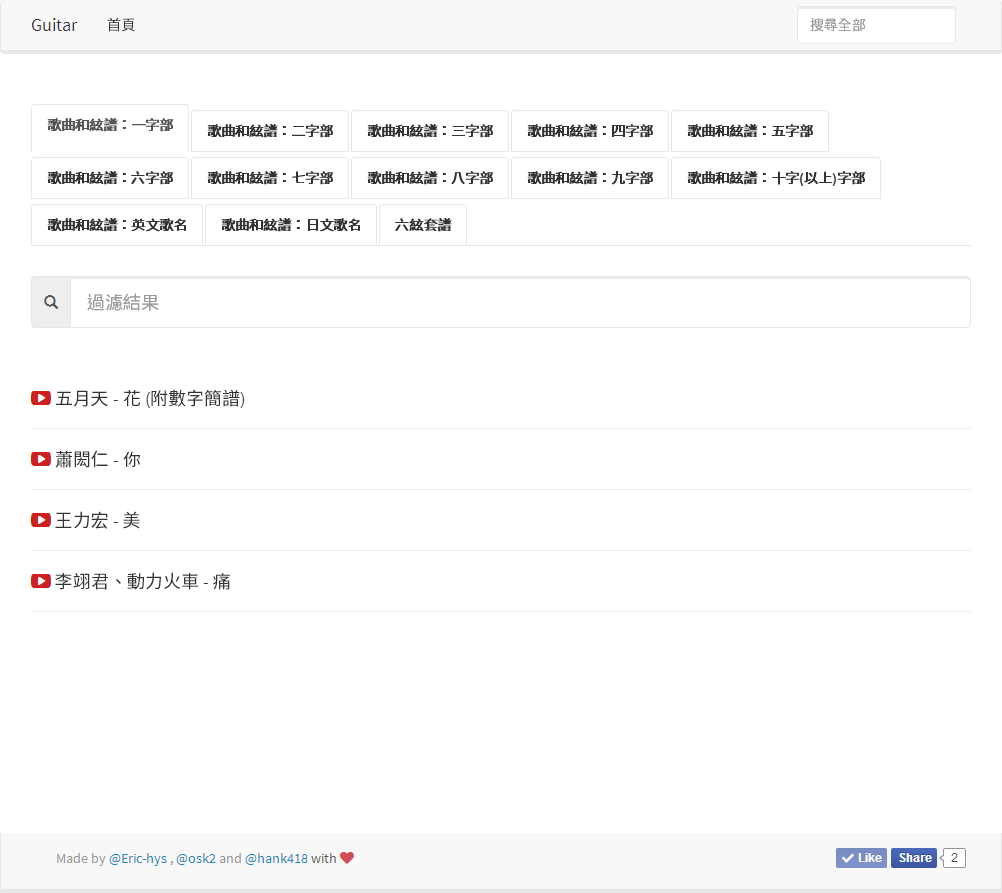 Guitar 首頁 搜尋全部
歌曲和絃譜：一字部 歌曲和絃譜：二字部 歌曲和絃譜：三字部 歌曲和絃譜：四字部 歌曲和絃譜：五字部
歌曲和絃譜：六字部 歌曲和絃譜：七字部 歌曲和絃譜：八字部 歌曲和絃譜：九字部 歌曲和絃譜：十字(以上)字部
歌曲和絃譜：英文歌名 歌曲和絃譜：日文歌名 六絃套譜
過濾結果
五月天 - 花 (附數字簡譜)
蕭閎仁 - 你
王力宏 - 美
李翊君、動力火車 - 痛
Made by @Eric-hys , @osk2 and @hank418 with Like Share 2